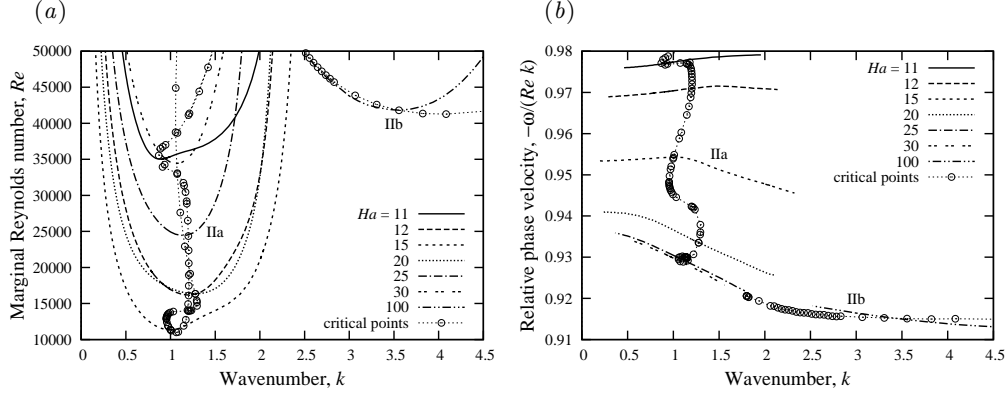 (a)
50000
45000
40000
35000
30000
25000
20000
15000
10000
Marginal Reynolds number, Re
0 0.5 1 1.5 2 2.5 3 3.5 4 4.5
Wavenumber, k
IIa
IIb
Ha = 11
12
15
20
25
30
100
critical points
(b)
0.98
0.97
0.96
0.95
0.94
0.93
0.92
0.91
Relative phase velocity, −ω/(Re k)
0 0.5 1 1.5 2 2.5 3 3.5 4 4.5
Wavenumber, k
IIa
IIb
Ha = 11
12
15
20
25
30
100
critical points